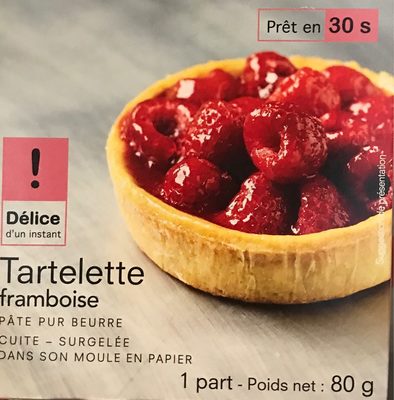 Prêt en 30 s
!
Délice
d'un instant
Suggestion de présentation
Tartelette
framboise
PÂTE PUR BEURRE
CUITE – SURGELÉE
DANS SON MOULE EN PAPIER
1 part - Poids net : 80 g